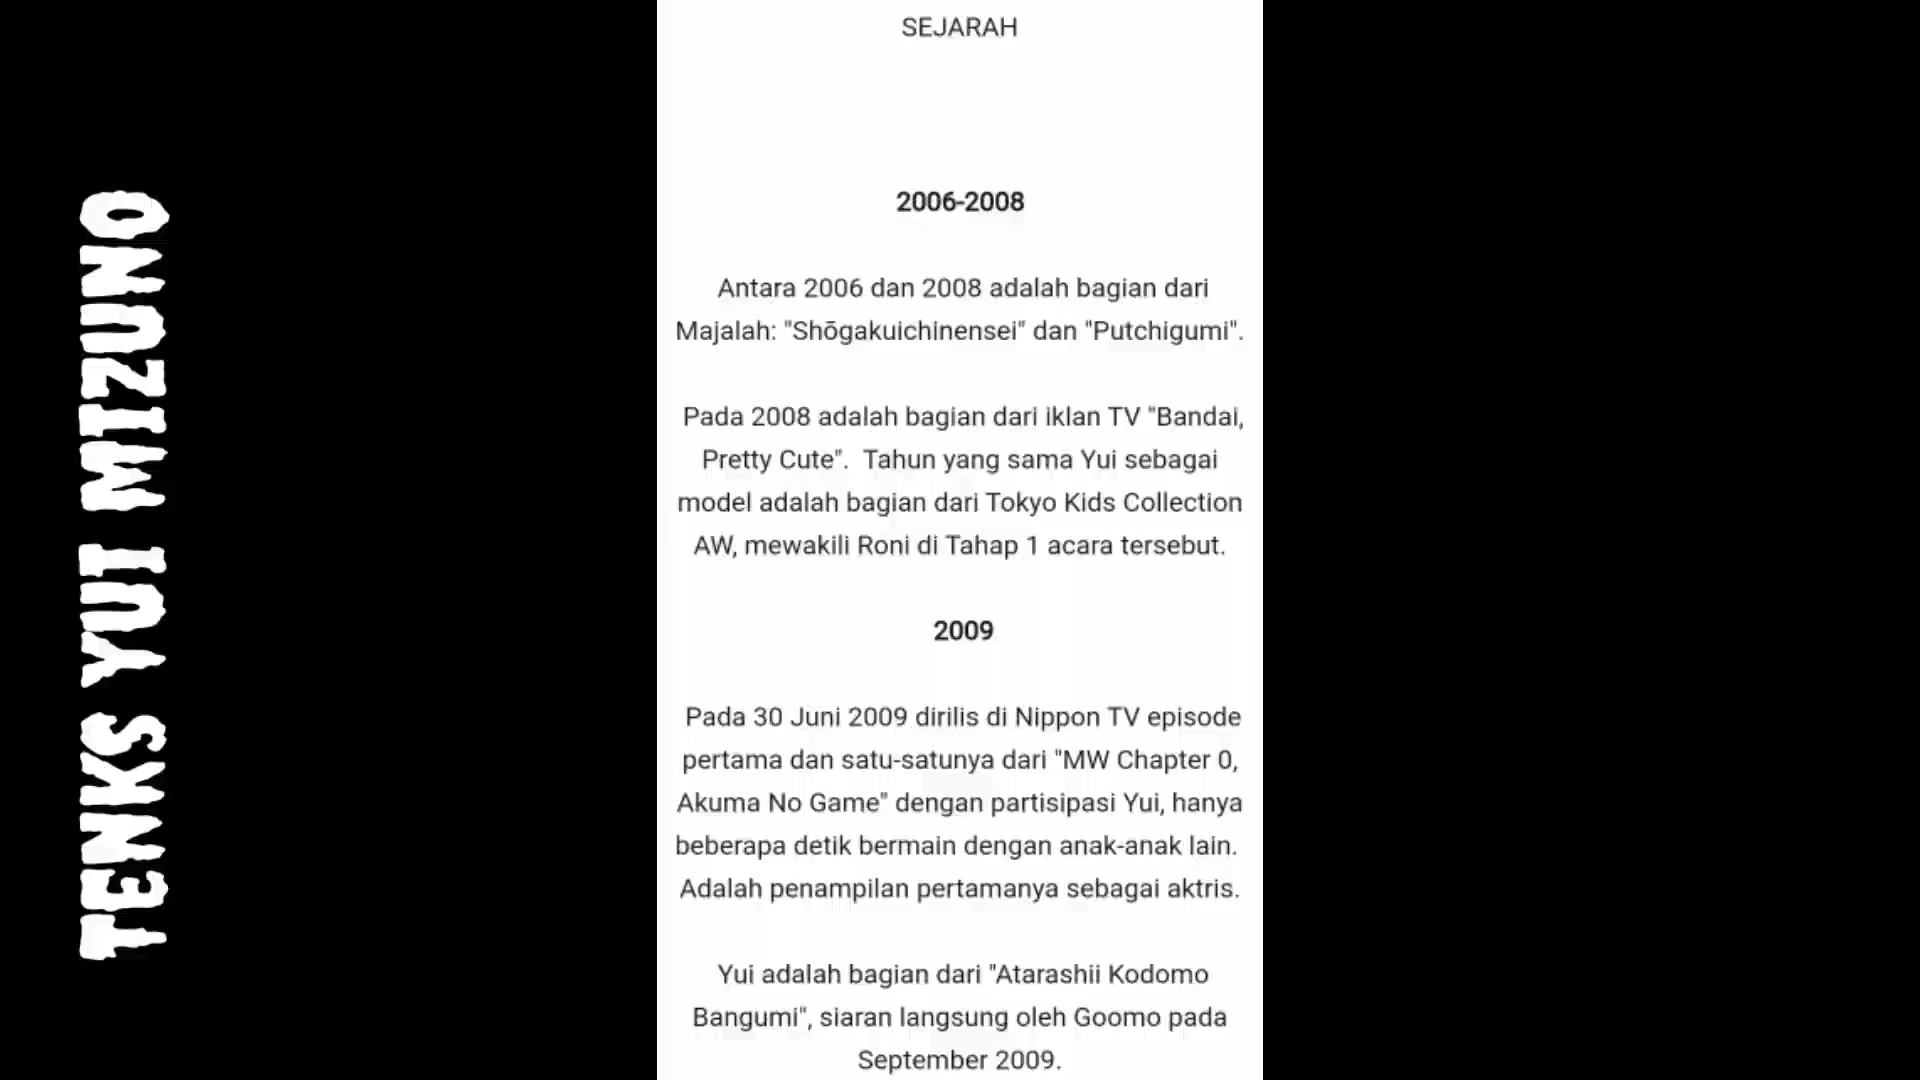 TENKS YUI MIZUNO
SEJARAH
2006-2008
Antara 2006 dan 2008 adalah bagian dari
Majalah: "Shōgakuichinensei" dan "Putchigumi".
Pada 2008 adalah bagian dari iklan TV "Bandai,
Pretty Cute".  Tahun yang sama Yui sebagai
model adalah bagian dari Tokyo Kids Collection
AW, mewakili Roni di Tahap 1 acara tersebut.
2009
Pada 30 Juni 2009 dirilis di Nippon TV episode
pertama dan satu-satunya dari "MW Chapter 0,
Akuma No Game" dengan partisipasi Yui, hanya
beberapa detik bermain dengan anak-anak lain.
Adalah penampilan pertamanya sebagai aktris.
Yui adalah bagian dari "Atarashii Kodomo
Bangumi", siaran langsung oleh Goomo pada
September 2009.